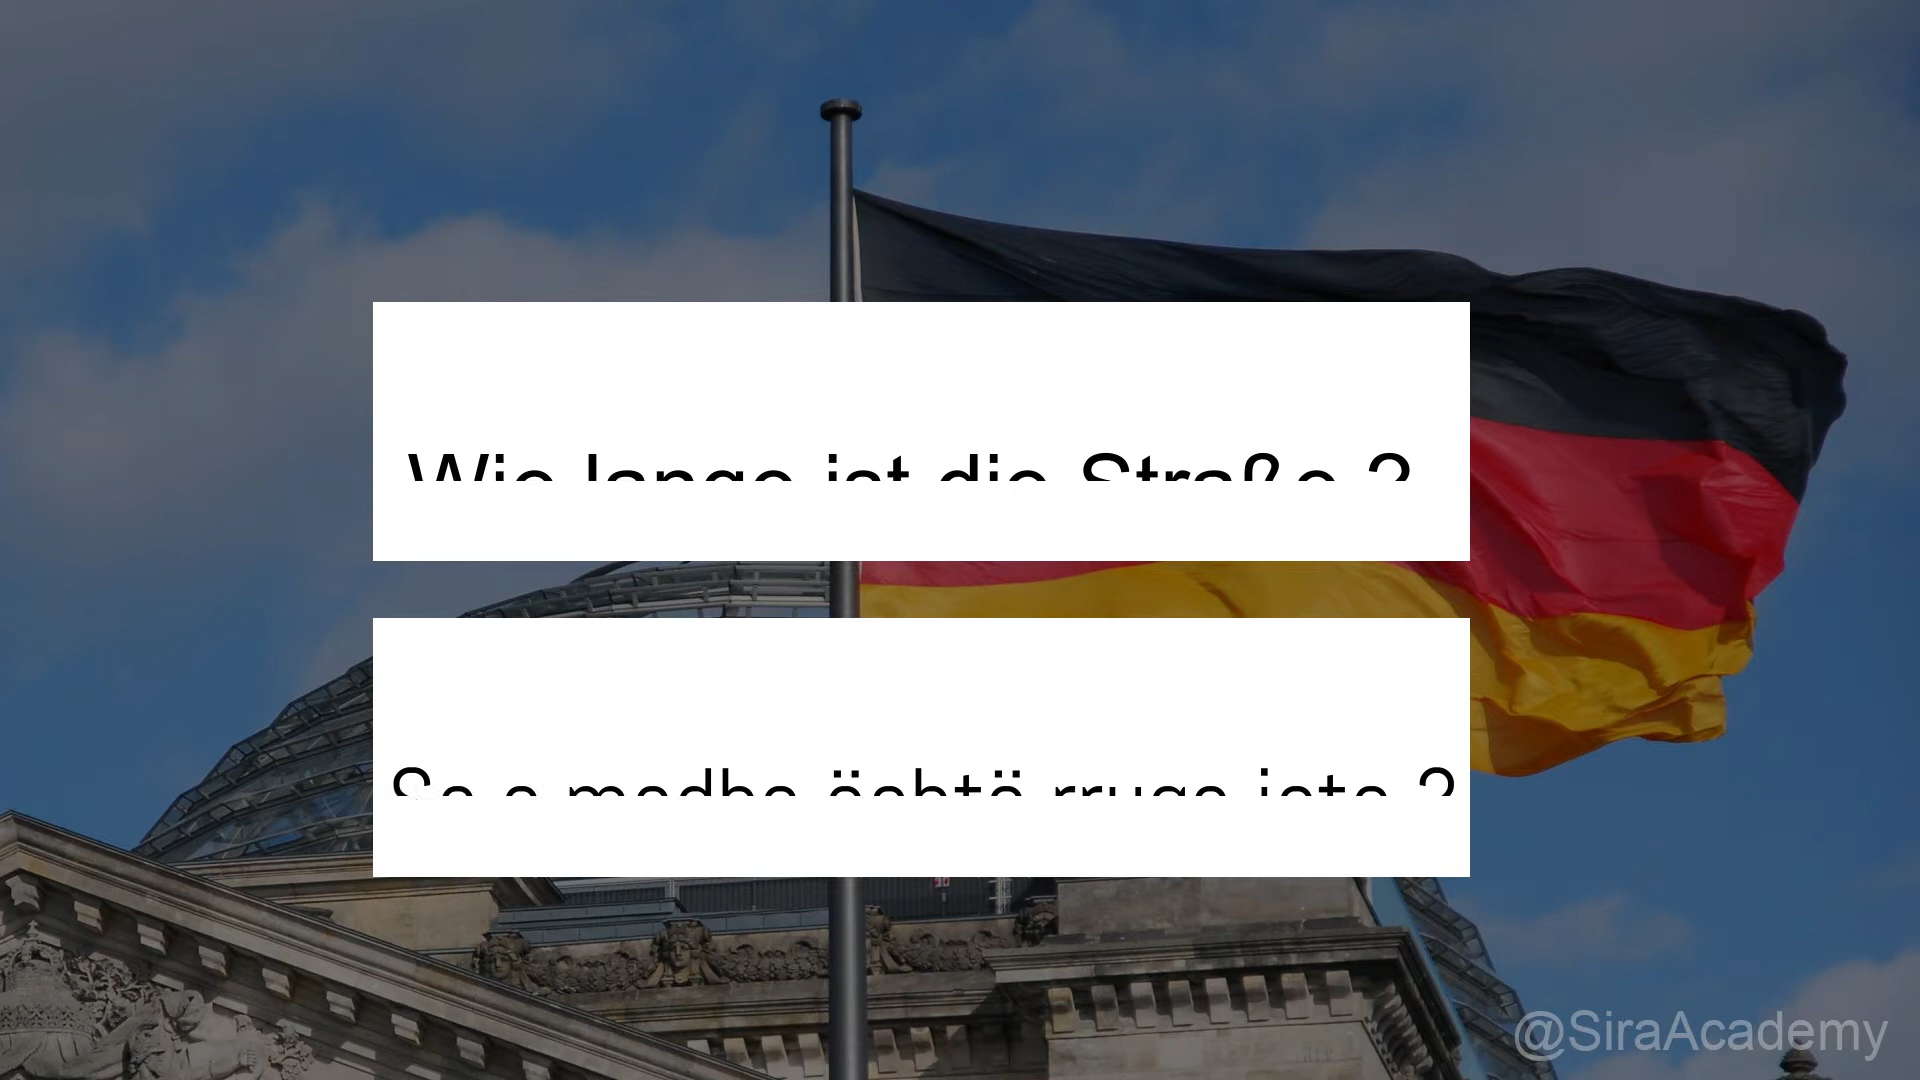 Wie lange ist die Straße ?
Sa e madhe është rruga jote ?
@SiraAcademy